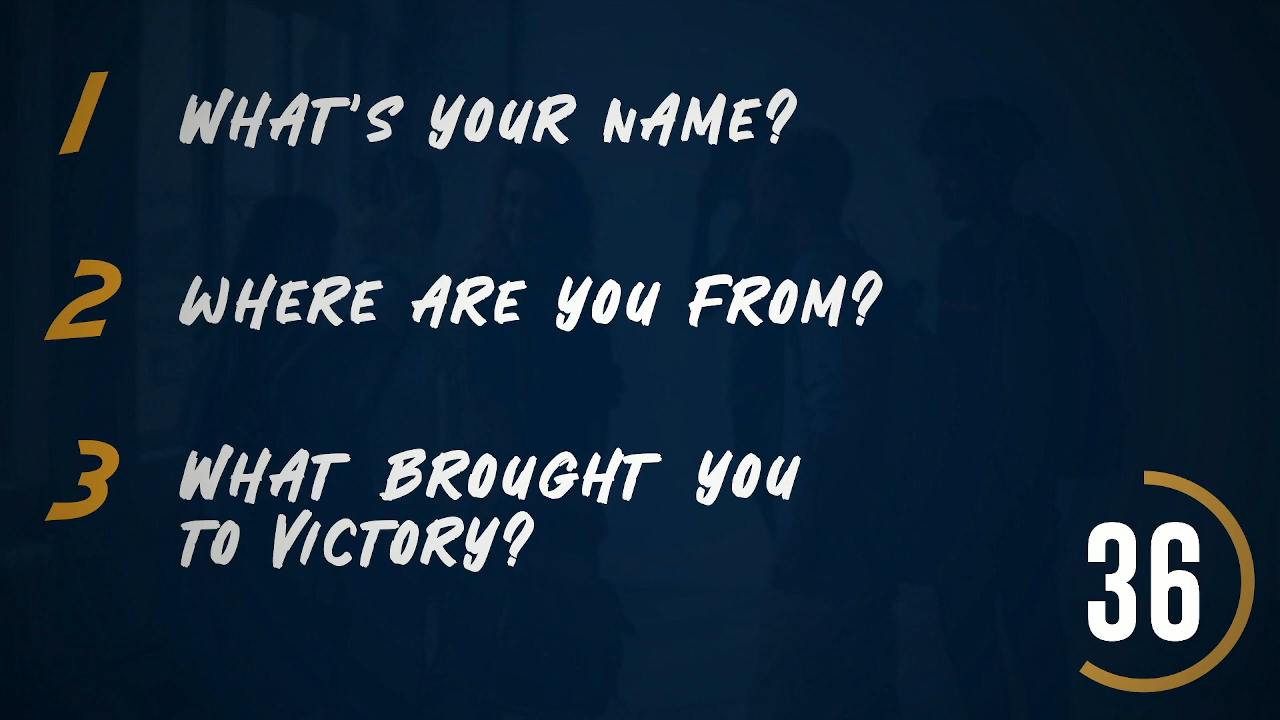 1 WHAT'S YOUR NAME?
2 WHERE ARE YOU FROM?
3 WHAT BROUGHT YOU
TO VICTORY?
36